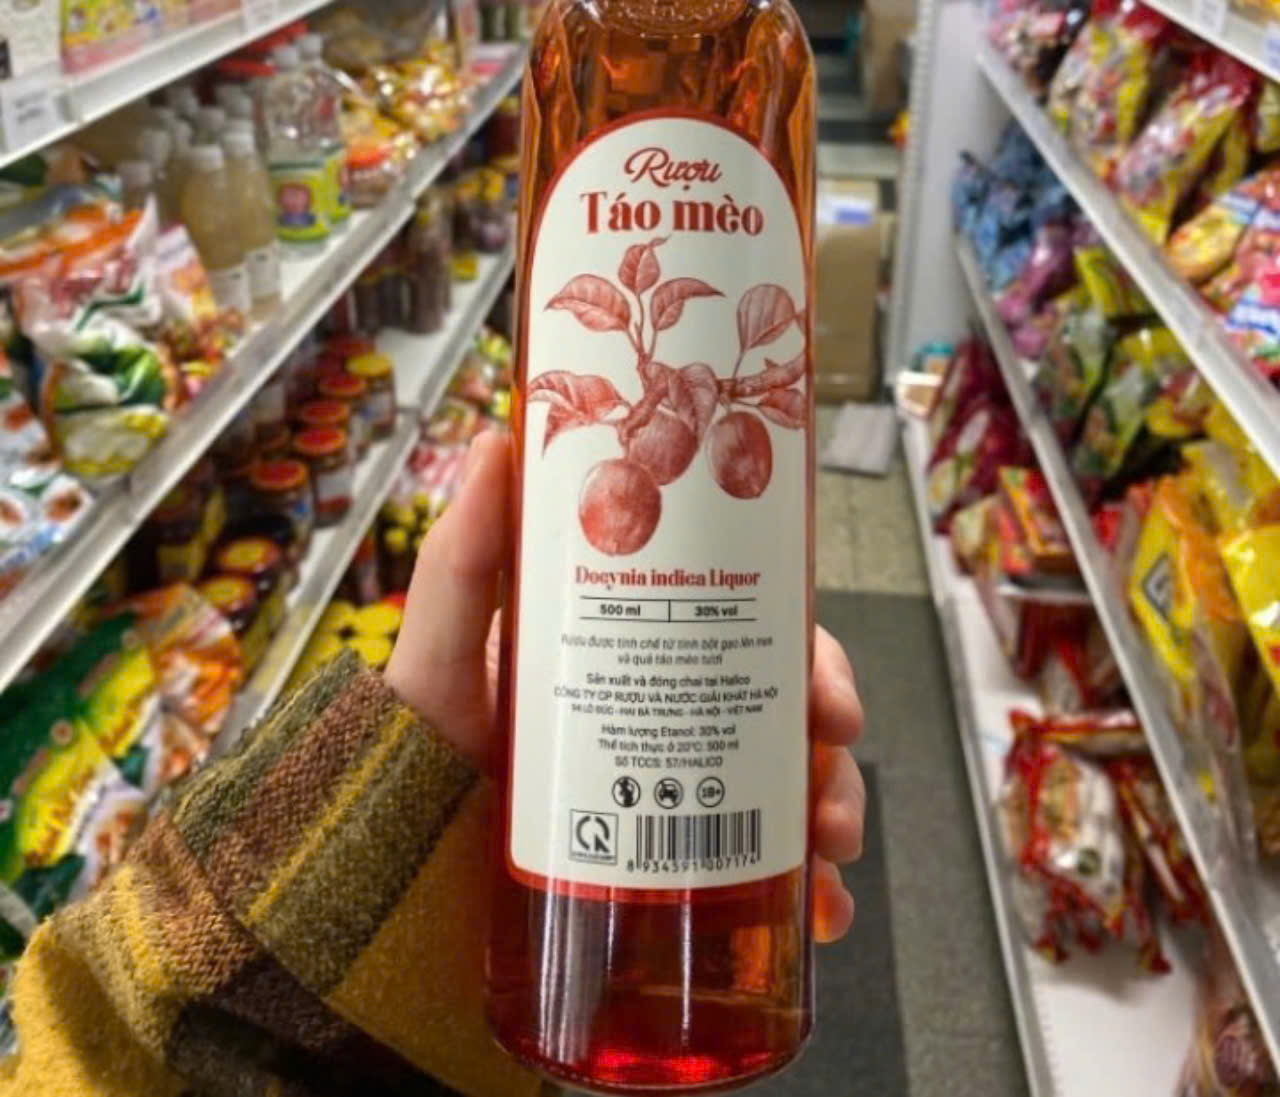 Rượu
Táo mèo
Docynia indica Liquor
500 ml 30% vol
Rượu được tinh chế từ tinh bột gạo lên men
và quả táo mèo tươi
Sản xuất và đóng chai tại Halico
CÔNG TY CP RƯỢU VÀ NƯỚC GIẢI KHÁT HÀ NỘI
94 LÒ ĐÚC - HAI BÀ TRƯNG - HÀ NỘI - VIỆT NAM
Hàm lượng Etanol: 30% vol
Thể tích thực ở 20°C: 500 ml
Số TCCS: 57/HALICO
18+
8 934591 007174